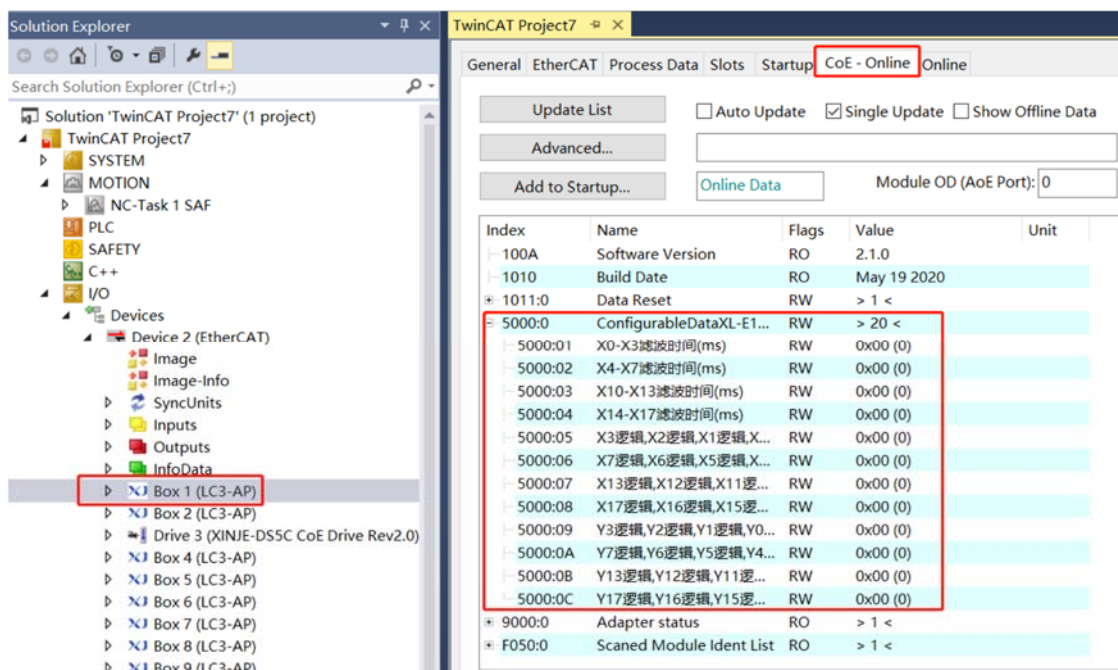 Solution Explorer
Search Solution Explorer (Ctrl+;)
Solution 'TwinCAT Project7' (1 project)
TwinCAT Project7
SYSTEM
MOTION
NC-Task 1 SAF
PLC
SAFETY
C++
I/O
Devices
Device 2 (EtherCAT)
Image
Image-Info
SyncUnits
Inputs
Outputs
InfoData
Box 1 (LC3-AP)
Box 2 (LC3-AP)
Drive 3 (XINJE-DS5C CoE Drive Rev2.0)
Box 4 (LC3-AP)
Box 5 (LC3-AP)
Box 6 (LC3-AP)
Box 7 (LC3-AP)
Box 8 (LC3-AP)
Box 9 (LC3-AP)
TwinCAT Project7
General EtherCAT Process Data Slots Startup CoE - Online Online
Update List Auto Update Single Update Show Offline Data
Advanced...
Add to Startup... Online Data Module OD (AoE Port): 0
Index Name Flags Value Unit
100A Software Version RO 2.1.0
1010 Build Date RO May 19 2020
1011:0 Data Reset RW > 1 <
5000:0 ConfigurableDataXL-E1... RW > 20 <
5000:01 X0-X3滤波时间(ms) RW 0x00 (0)
5000:02 X4-X7滤波时间(ms) RW 0x00 (0)
5000:03 X10-X13滤波时间(ms) RW 0x00 (0)
5000:04 X14-X17滤波时间(ms) RW 0x00 (0)
5000:05 X3逻辑,X2逻辑,X1逻辑,X... RW 0x00 (0)
5000:06 X7逻辑,X6逻辑,X5逻辑,X... RW 0x00 (0)
5000:07 X13逻辑,X12逻辑,X11逻... RW 0x00 (0)
5000:08 X17逻辑,X16逻辑,X15逻... RW 0x00 (0)
5000:09 Y3逻辑,Y2逻辑,Y1逻辑,Y0... RW 0x00 (0)
5000:0A Y7逻辑,Y6逻辑,Y5逻辑,Y4... RW 0x00 (0)
5000:0B Y13逻辑,Y12逻辑,Y11逻... RW 0x00 (0)
5000:0C Y17逻辑,Y16逻辑,Y15逻... RW 0x00 (0)
9000:0 Adapter status RO > 1 <
F050:0 Scaned Module Ident List RO > 1 <